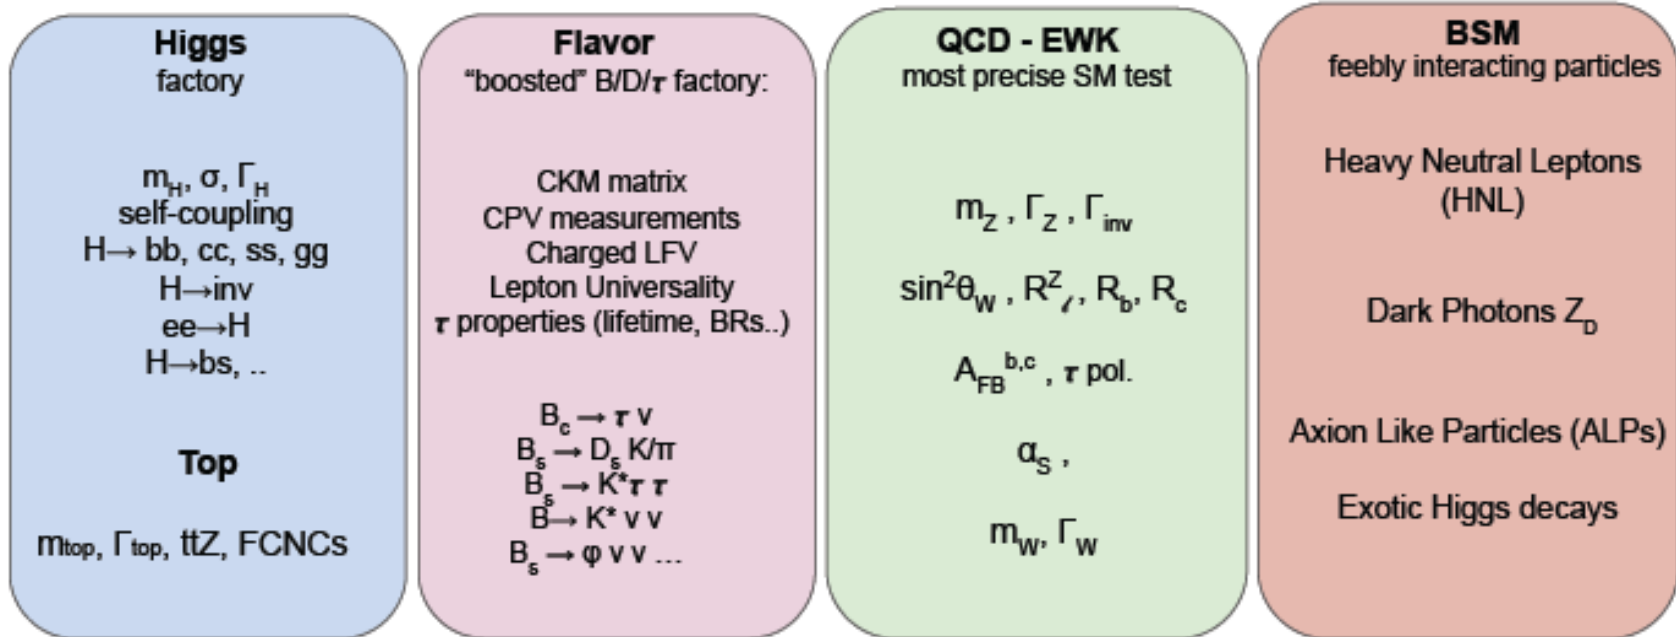 Higgs
factory
m_H, σ, Γ_H
self-coupling
H→ bb, cc, ss, gg
H→inv
ee→H
H→bs, ..
Top
m_top, Γ_top, ttZ, FCNCs
Flavor
“boosted” B/D/τ factory:
CKM matrix
CPV measurements
Charged LFV
Lepton Universality
τ properties (lifetime, BRs..)
B_c → τ ν
B_s → D_s K/π
B_s → K*τ τ
B→ K* ν ν
B_s → φ ν ν ...
QCD - EWK
most precise SM test
m_Z , Γ_Z , Γ_inv
sin²θ_W , R^Z_ℓ, R_b, R_c
A_FB^b,c , τ pol.
α_S ,
m_W, Γ_W
BSM
feebly interacting particles
Heavy Neutral Leptons
(HNL)
Dark Photons Z_D
Axion Like Particles (ALPs)
Exotic Higgs decays